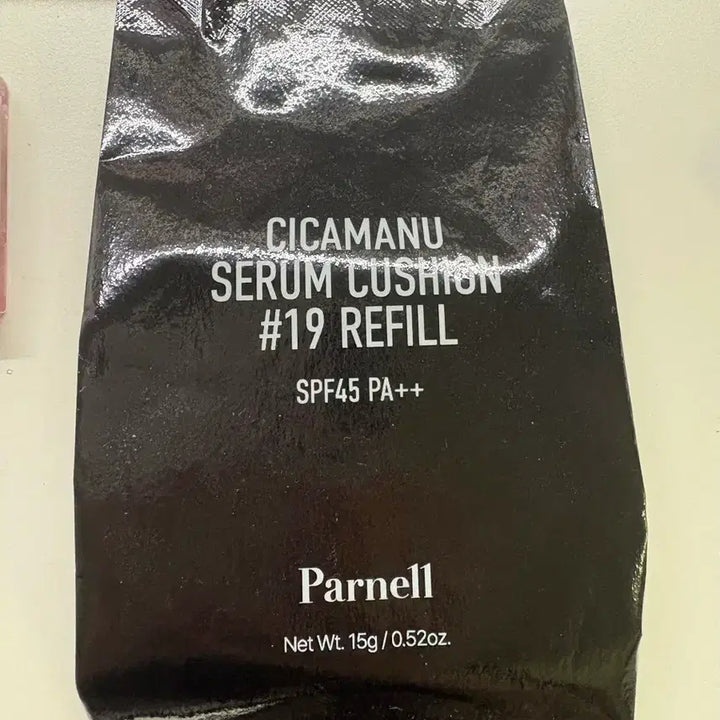 CICAMANU
SERUM CUSHION
#19 REFILL
SPF45 PA++
Parnell
Net Wt. 15g / 0.52oz.